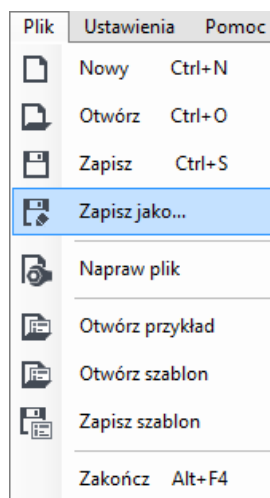 Plik Ustawienia Pomoc
Nowy Ctrl+N
Otwórz Ctrl+O
Zapisz Ctrl+S
Zapisz jako...
Napraw plik
Otwórz przykład
Otwórz szablon
Zapisz szablon
Zakończ Alt+F4